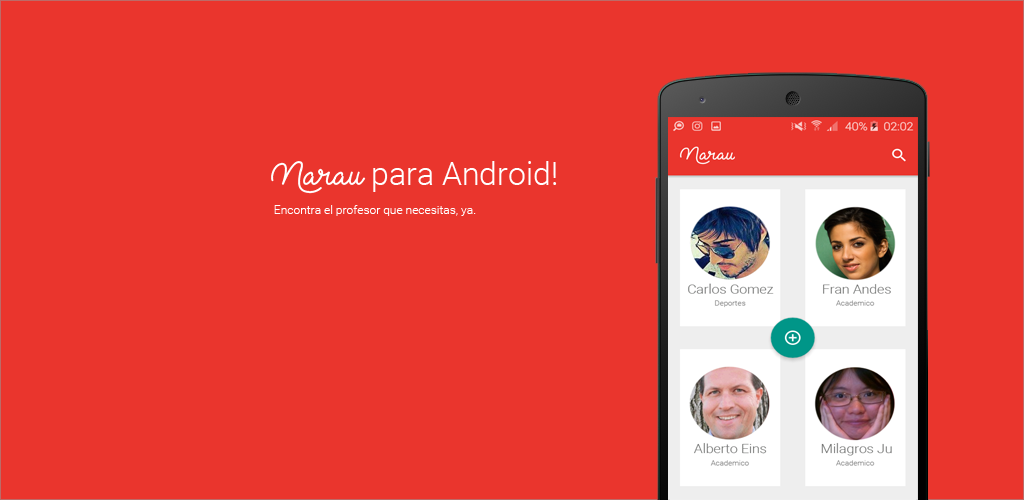 Narau para Android!
Encontra el profesor que necesitas, ya.
40% 02:02
Narau
Carlos Gomez
Deportes
Fran Andes
Academico
Alberto Eins
Academico
Milagros Ju
Academico